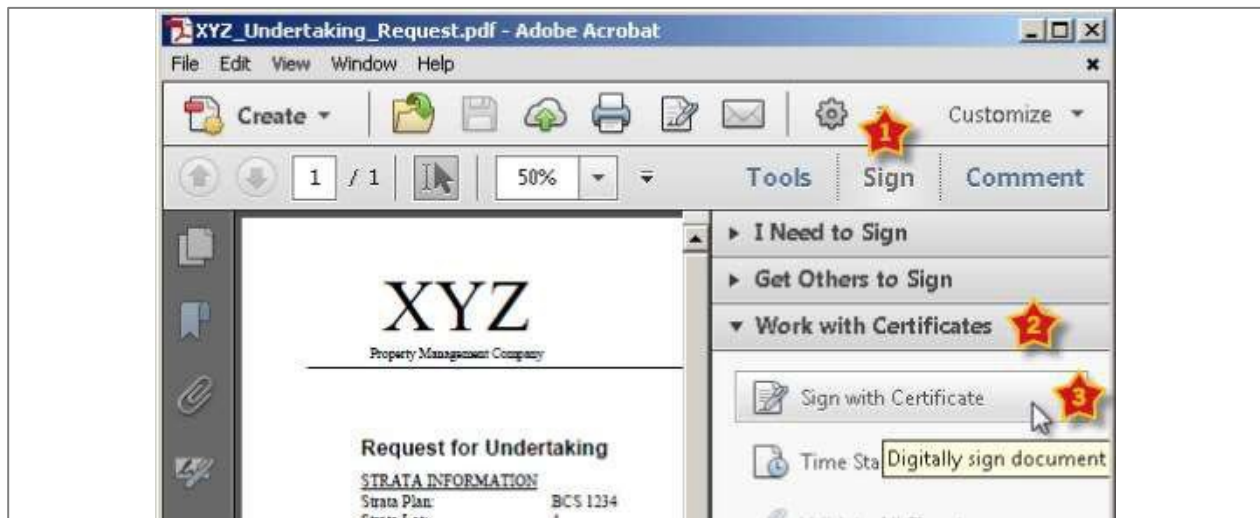 XYZ_Undertaking_Request.pdf - Adobe Acrobat
File Edit View Window Help
Create Customize
1
1 / 1 50% Tools Sign Comment
I Need to Sign
Get Others to Sign
XYZ
Property Management Company
Work with Certificates 2
Sign with Certificate 3
Request for Undertaking
STRATA INFORMATION
Strata Plan: BCS 1234
Time Sta
Digitally sign document